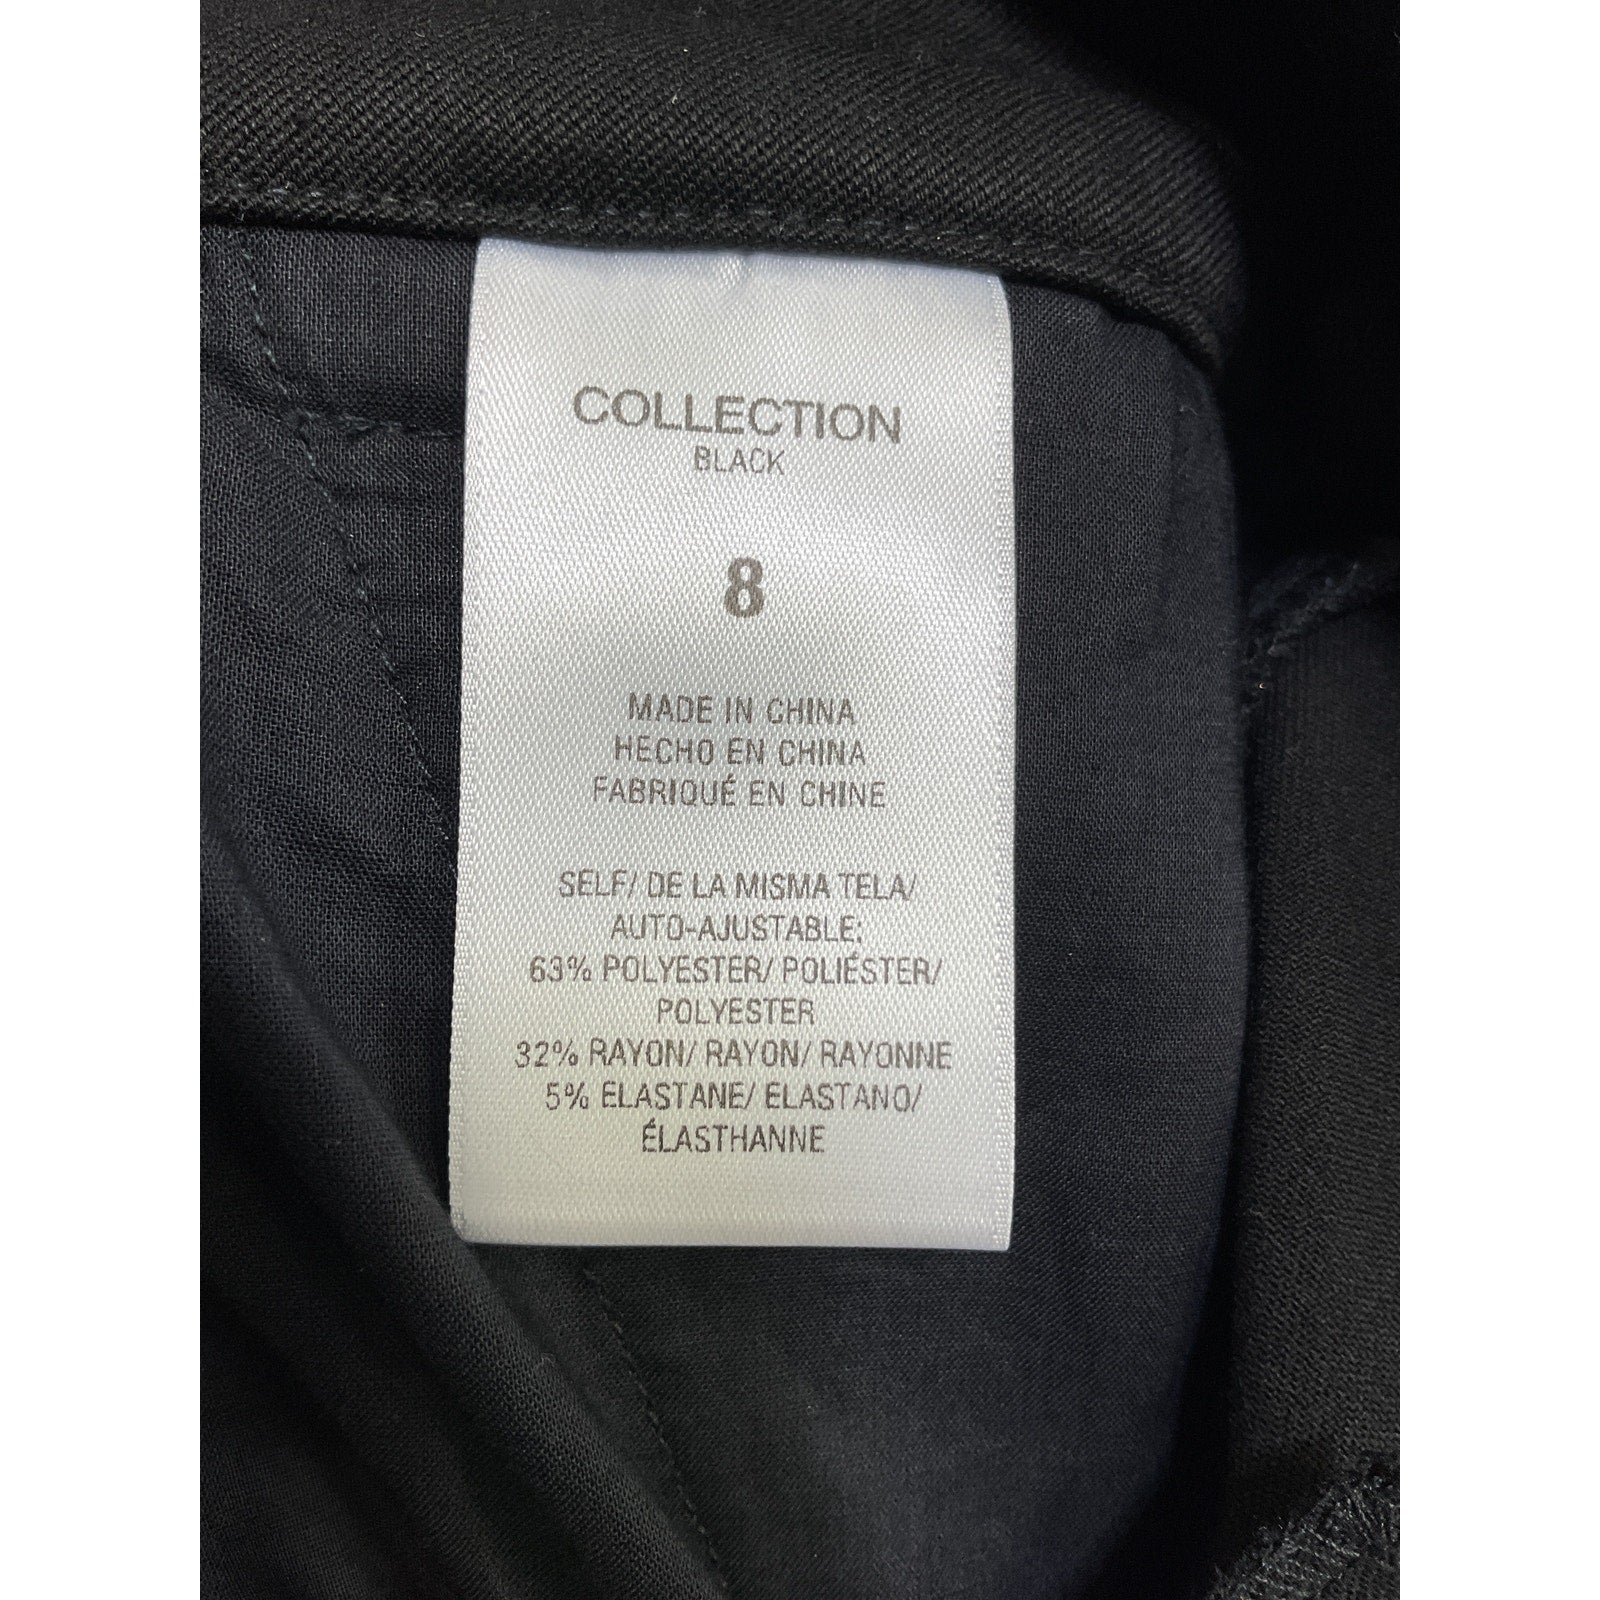 COLLECTION
BLACK
8
MADE IN CHINA
HECHO EN CHINA
FABRIQUÉ EN CHINE
SELF/ DE LA MISMA TELA/
AUTO-AJUSTABLE:
63% POLYESTER/ POLIÉSTER/
POLYESTER
32% RAYON/ RAYON/ RAYONNE
5% ELASTANE/ ELASTANO/
ÉLASTHANNE